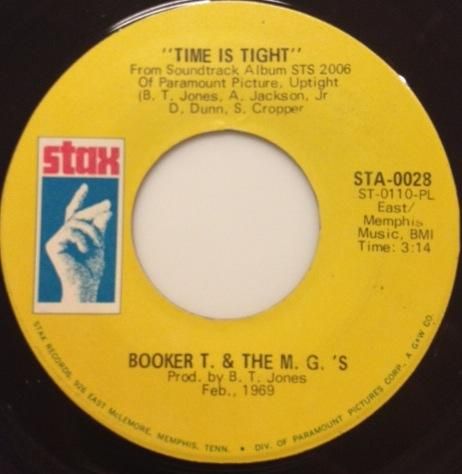 "TIME IS TIGHT"
From Soundtrack Album STS 2006
Of Paramount Picture, Uptight
(B. T. Jones, A. Jackson, Jr
D. Dunn, S. Cropper
stax
STA-0028
ST-0110-PL
East/
Memphis
Music, BMI
Time: 3:14
BOOKER T. & THE M. G. 'S
Prod. by B. T. Jones
Feb., 1969
STAX RECORDS, 926 EAST McLEMORE, MEMPHIS, TENN. • DIV. OF PARAMOUNT PICTURES CORP., A G+W CO.